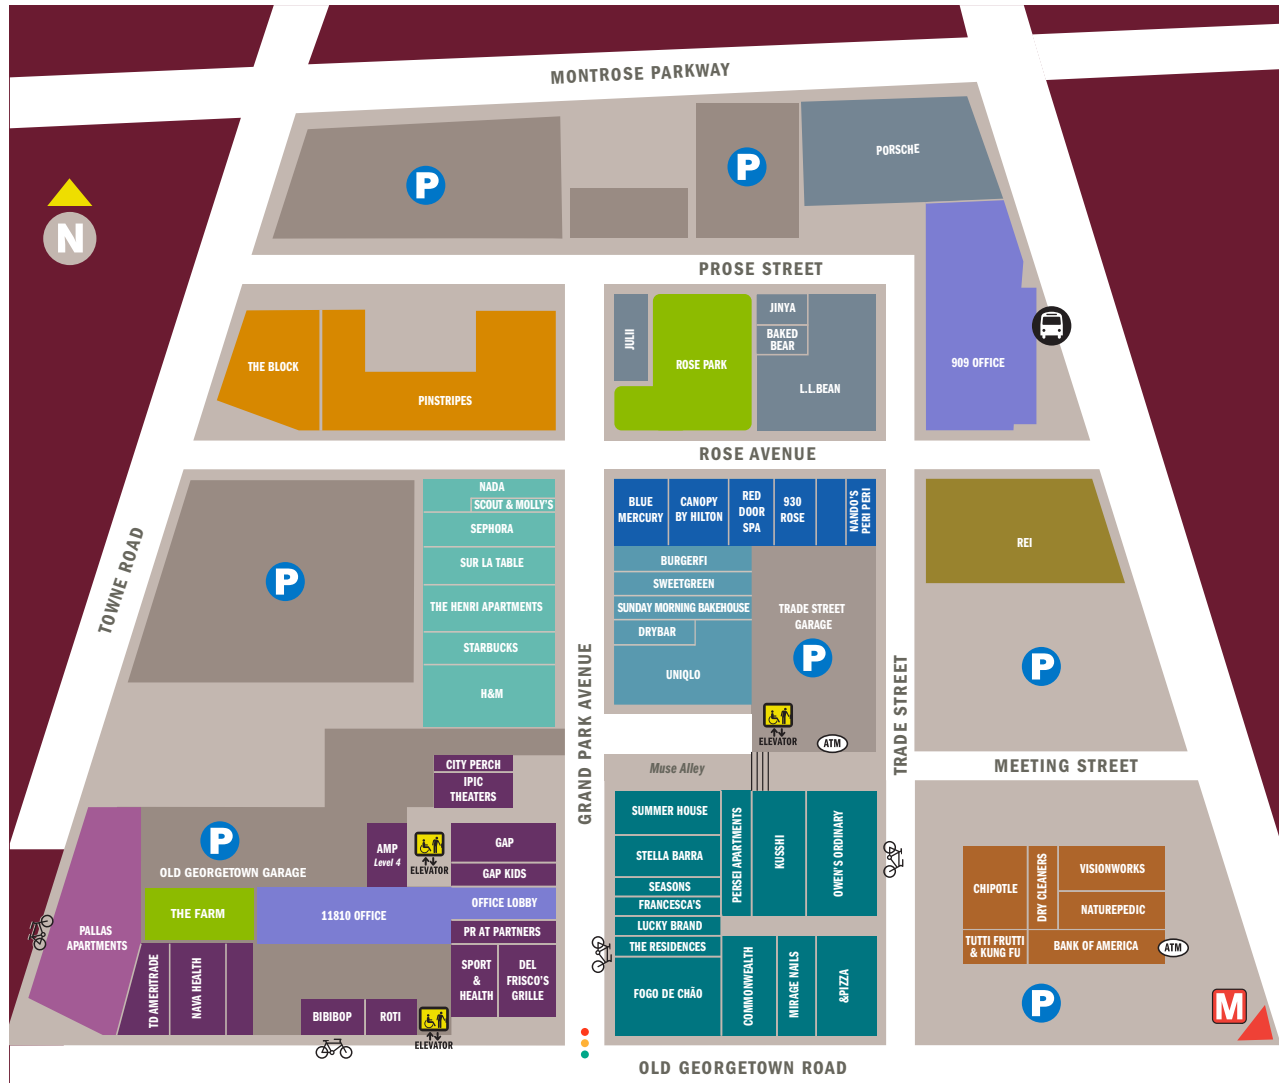 MONTROSE PARKWAY
P
P
PORSCHE
N
PROSE STREET
JULII
ROSE PARK
JINYA
BAKED
BEAR
L.L.BEAN
909 OFFICE
THE BLOCK
PINSTRIPES
ROSE AVENUE
TOWNE ROAD
P
NADA
SCOUT & MOLLY'S
SEPHORA
SUR LA TABLE
THE HENRI APARTMENTS
STARBUCKS
H&M
BLUE
MERCURY
CANOPY
BY HILTON
RED
DOOR
SPA
930
ROSE
NANDO'S
PERI PERI
BURGERFI
SWEETGREEN
SUNDAY MORNING BAKEHOUSE
DRYBAR
UNIQLO
TRADE STREET
GARAGE
P
ELEVATOR
ATM
REI
P
GRAND PARK AVENUE
TRADE STREET
MEETING STREET
Muse Alley
CITY PERCH
IPIC
THEATERS
P
OLD GEORGETOWN GARAGE
AMP
Level 4
ELEVATOR
GAP
GAP KIDS
THE FARM
11810 OFFICE
OFFICE LOBBY
PR AT PARTNERS
PALLAS
APARTMENTS
TD AMERITRADE
NAVA HEALTH
SPORT
&
HEALTH
DEL
FRISCO'S
GRILLE
BIBIBOP
ROTI
ELEVATOR
SUMMER HOUSE
STELLA BARRA
SEASONS
FRANCESCA'S
LUCKY BRAND
THE RESIDENCES
FOGO DE CHÃO
PERSEI APARTMENTS
KUSSHI
OWEN'S ORDINARY
COMMONWEALTH
MIRAGE NAILS
&PIZZA
CHIPOTLE
DRY CLEANERS
VISIONWORKS
NATUREPEDIC
TUTTI FRUTTI
& KUNG FU
BANK OF AMERICA
ATM
P
M
OLD GEORGETOWN ROAD